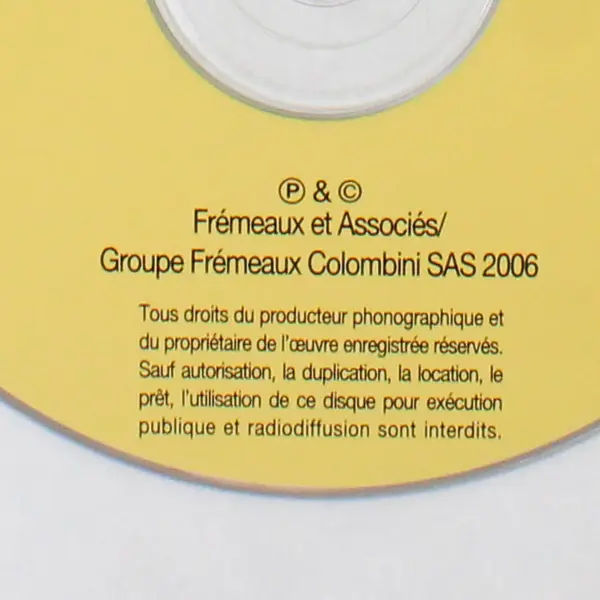 ℗ & ©
Frémeaux et Associés/
Groupe Frémeaux Colombini SAS 2006
Tous droits du producteur phonographique et
du propriétaire de l'œuvre enregistrée réservés.
Sauf autorisation, la duplication, la location, le
prêt, l'utilisation de ce disque pour exécution
publique et radiodiffusion sont interdits.